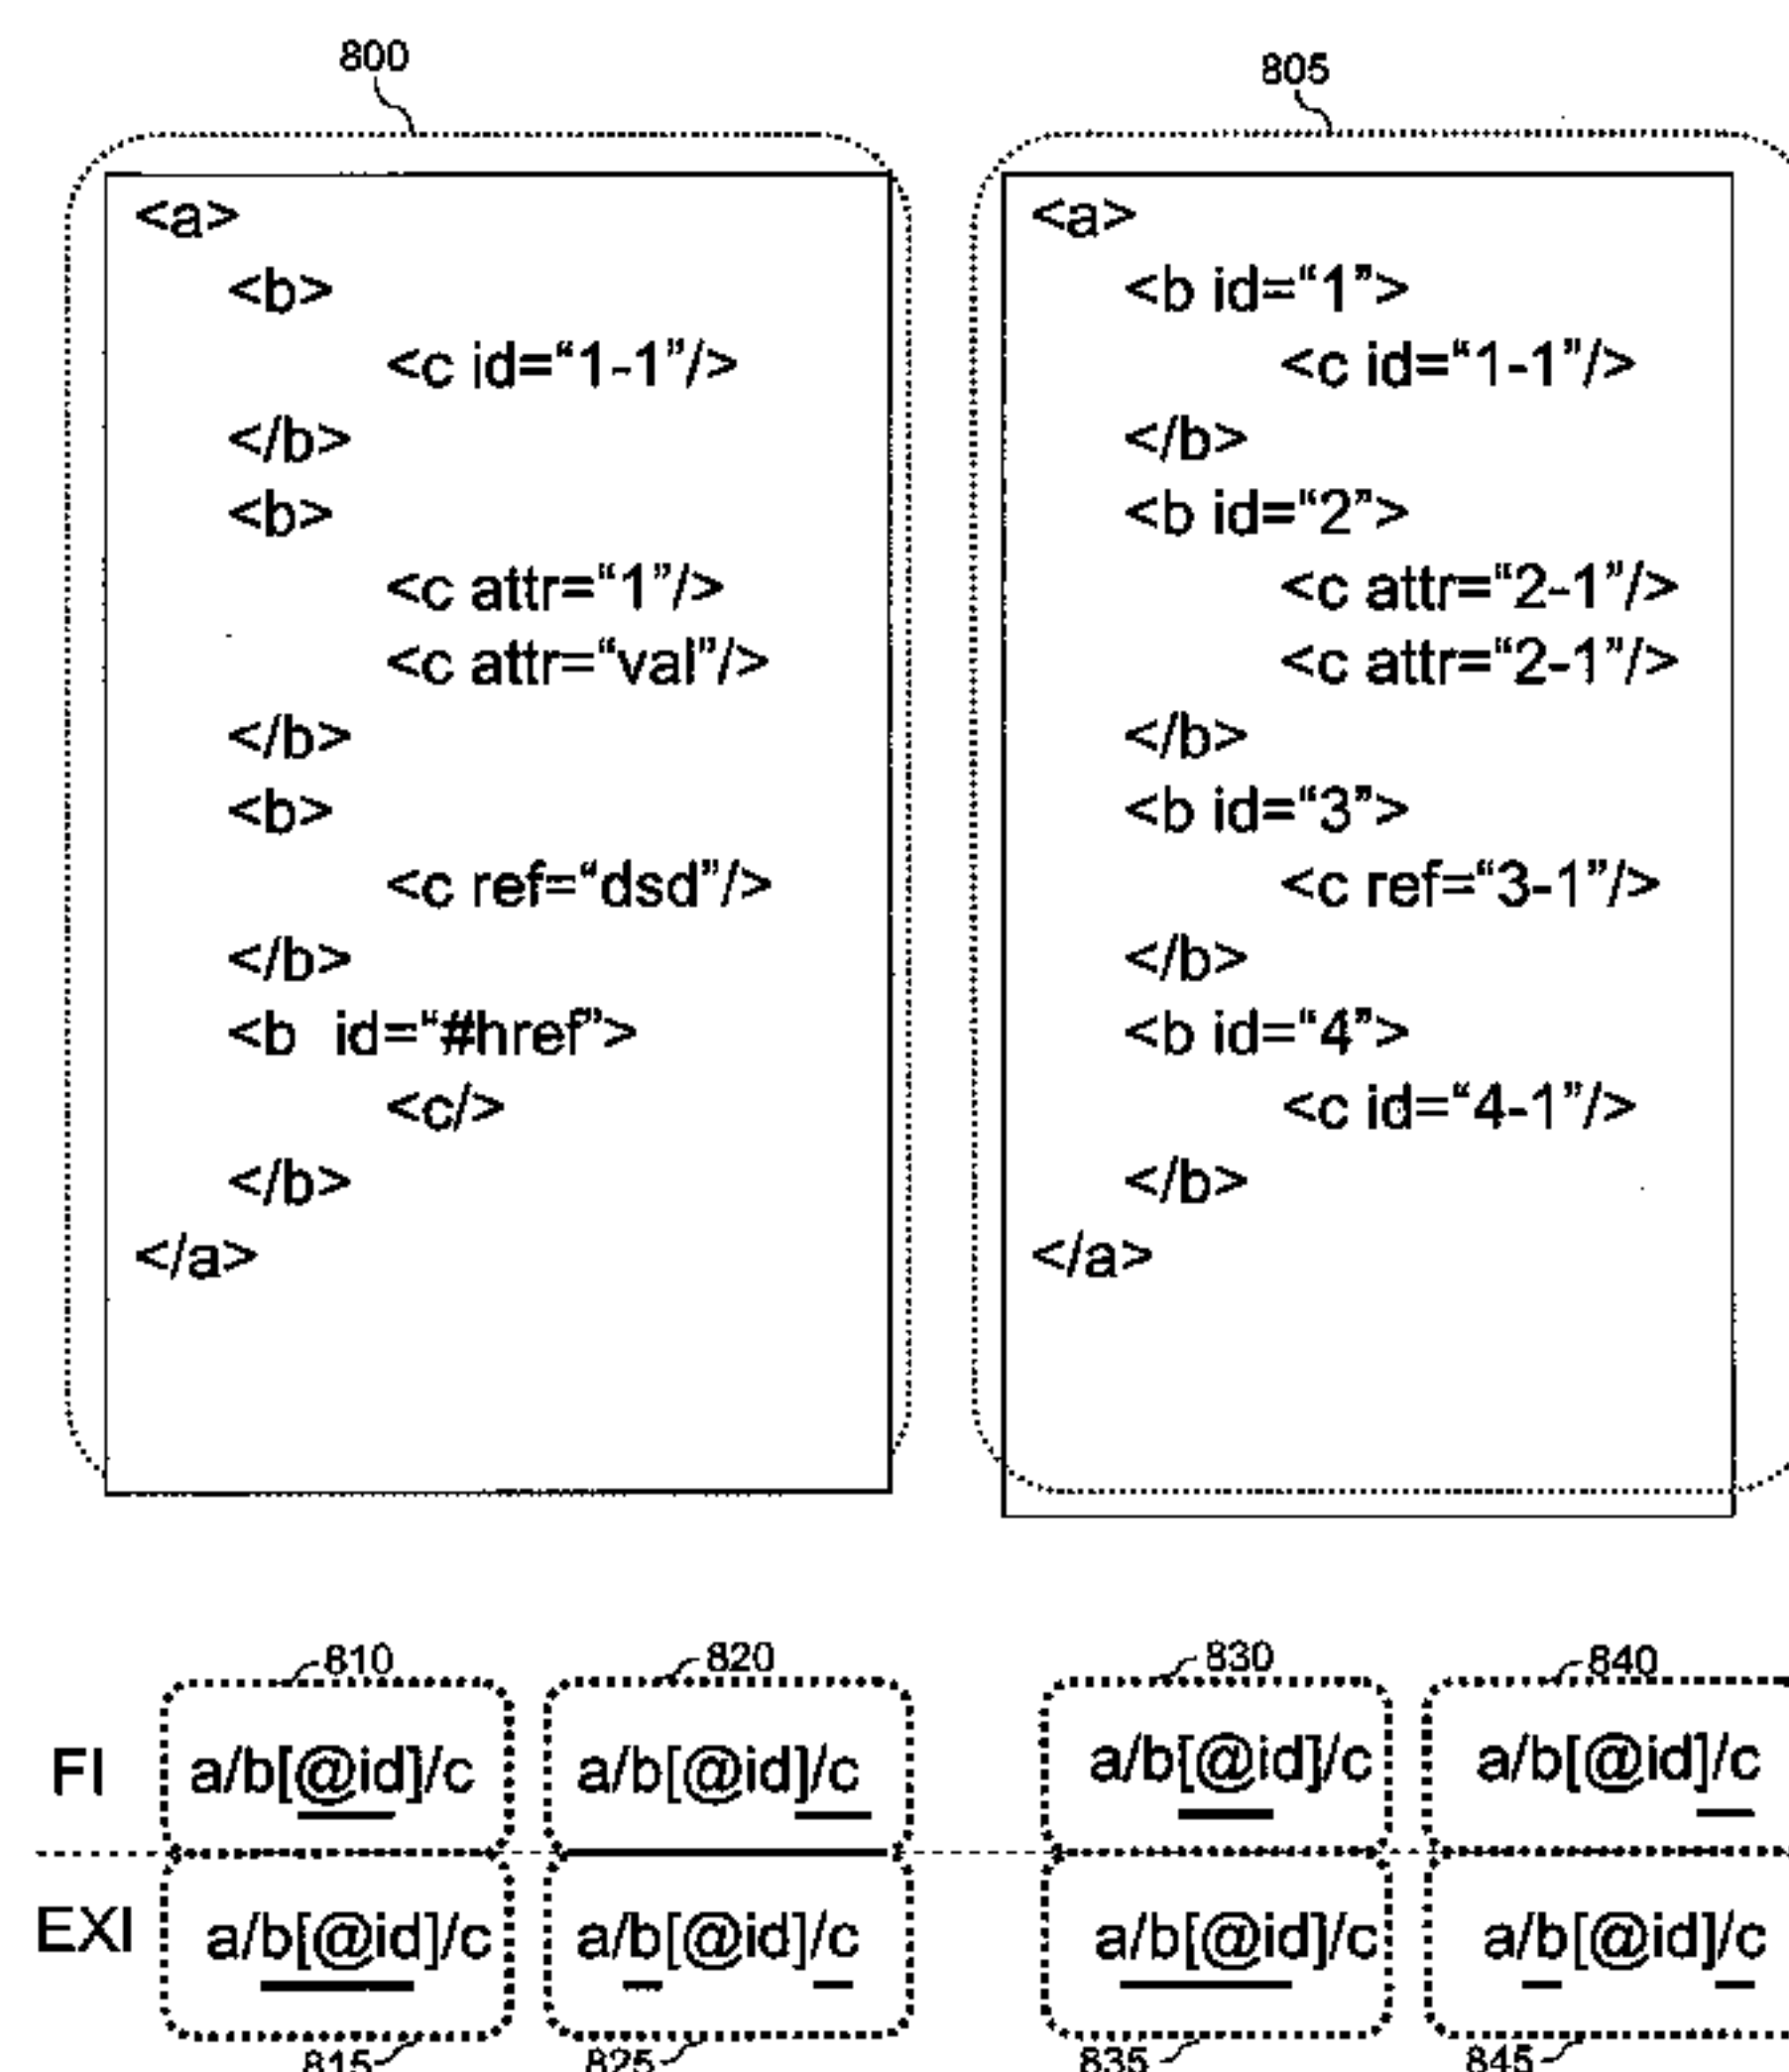 800
<a>
<b>
<c id=“1-1”/>
</b>
<b>
<c attr=“1”/>
<c attr=“val”/>
</b>
<b>
<c ref=“dsd”/>
</b>
<b id=“#href”>
<c/>
</b>
</a>
805
<a>
<b id=“1”>
<c id=“1-1”/>
</b>
<b id=“2”>
<c attr=“2-1”/>
<c attr=“2-1”/>
</b>
<b id=“3”>
<c ref=“3-1”/>
</b>
<b id=“4”>
<c id=“4-1”/>
</b>
</a>
810 820 830 840
FI a/b[@id]/c a/b[@id]/c a/b[@id]/c a/b[@id]/c
EXI a/b[@id]/c a/b[@id]/c a/b[@id]/c a/b[@id]/c
815 825 835 845